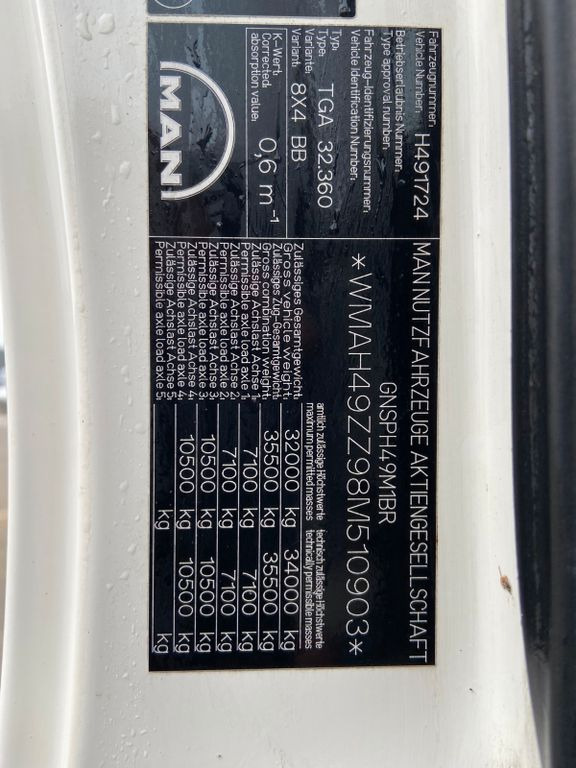 MAN NUTZFAHRZEUGE AKTIENGESELLSCHAFT
Fahrzeugnummer:
Vehicle Number: H491724
Betriebserlaubnis Nummer:
Type approval number: GNSPH49M1BR
Fahrzeug-Identifizierungsnummer:
Vehicle Identification Number: *WMAH49ZZ98M510903*
Typ:
Type: TGA 32.360
Variante:
Variant: 8X4 BB
K-Wert:
Corrected absorption value: 0,6 m⁻¹
MAN
amtlich zulässige Höchstwerte technisch zulässige Höchstwerte
maximum permitted masses technically permissible masses
Zulässiges Gesamtgewicht:
Gross vehicle weight: 32000 kg 34000 kg
Zulässiges Zug-Gesamtgewicht:
Gross combination weight: 35500 kg 35500 kg
Zulässige Achslast Achse 1:
Permissible axle load axle 1: 7100 kg 7100 kg
Zulässige Achslast Achse 2:
Permissible axle load axle 2: 7100 kg 7100 kg
Zulässige Achslast Achse 3:
Permissible axle load axle 3: 10500 kg 10500 kg
Zulässige Achslast Achse 4:
Permissible axle load axle 4: 10500 kg 10500 kg
Zulässige Achslast Achse 5:
Permissible axle load axle 5: kg kg